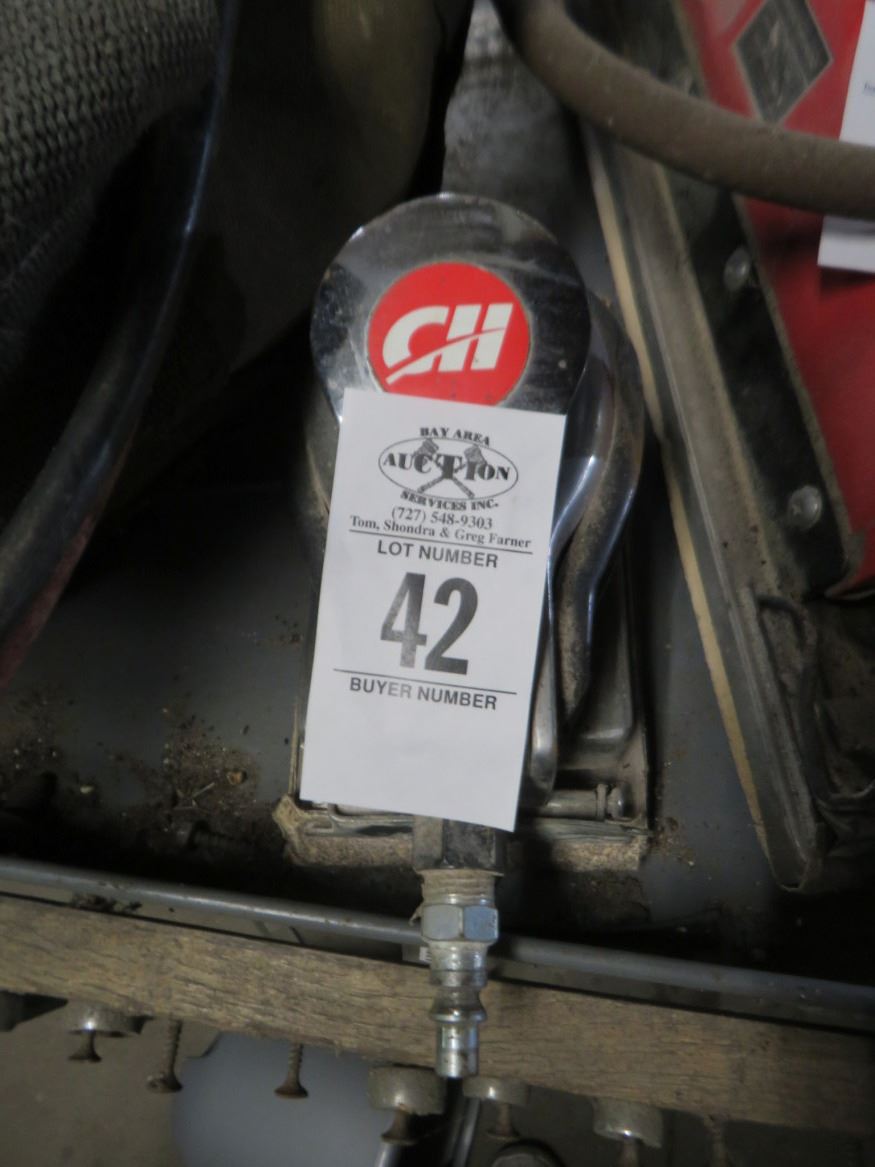 CH
BAY AREA
AUCTION
SERVICES INC.
(727) 548-9303
Tom, Shondra & Greg Farner
LOT NUMBER
42
BUYER NUMBER